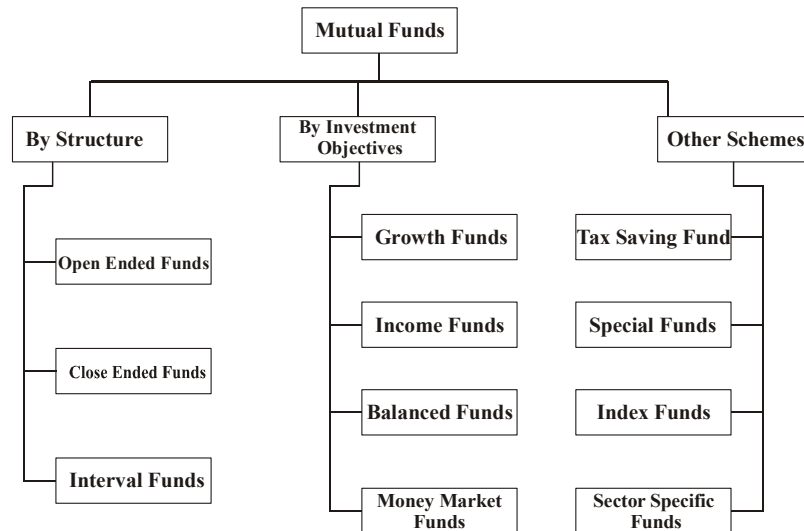 Mutual Funds
By Structure
By Investment
Objectives
Other Schemes
Open Ended Funds
Close Ended Funds
Interval Funds
Growth Funds
Income Funds
Balanced Funds
Money Market
Funds
Tax Saving Fund
Special Funds
Index Funds
Sector Specific
Funds